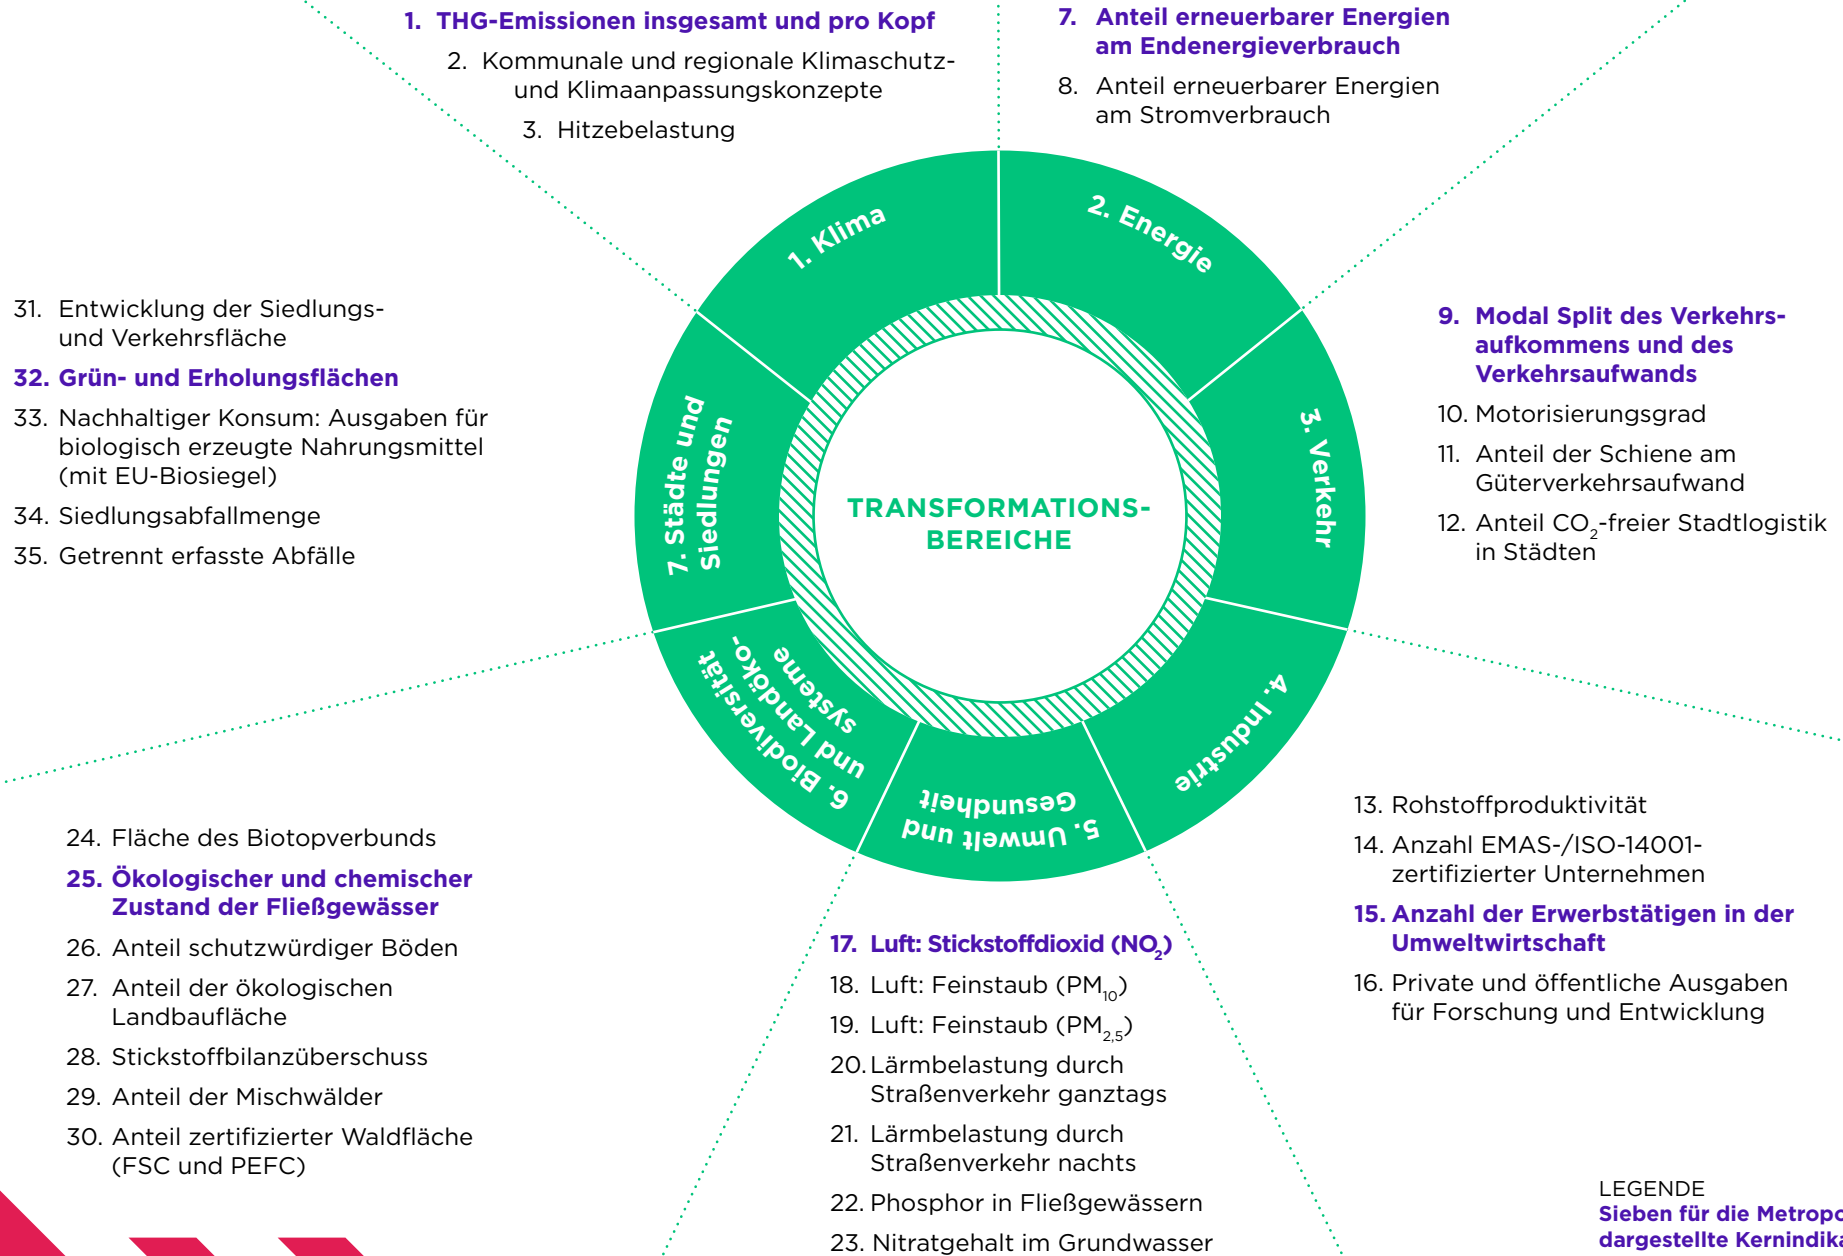 1. THG-Emissionen insgesamt und pro Kopf
2. Kommunale und regionale Klimaschutz-
und Klimaanpassungskonzepte
3. Hitzebelastung
7. Anteil erneuerbarer Energien
am Endenergieverbrauch
8. Anteil erneuerbarer Energien
am Stromverbrauch
1. Klima
2. Energie
3. Verkehr
4. Industrie
5. Umwelt und
Gesundheit
6. Biodiversität
und Landöko-
systeme
7. Städte und
Siedlungen
TRANSFORMATIONS-
BEREICHE
9. Modal Split des Verkehrs-
aufkommens und des
Verkehrsaufwands
10. Motorisierungsgrad
11. Anteil der Schiene am
Güterverkehrsaufwand
12. Anteil CO₂-freier Stadtlogistik
in Städten
13. Rohstoffproduktivität
14. Anzahl EMAS-/ISO-14001-
zertifizierter Unternehmen
15. Anzahl der Erwerbstätigen in der
Umweltwirtschaft
16. Private und öffentliche Ausgaben
für Forschung und Entwicklung
17. Luft: Stickstoffdioxid (NO₂)
18. Luft: Feinstaub (PM₁₀)
19. Luft: Feinstaub (PM₂,₅)
20. Lärmbelastung durch
Straßenverkehr ganztags
21. Lärmbelastung durch
Straßenverkehr nachts
22. Phosphor in Fließgewässern
23. Nitratgehalt im Grundwasser
24. Fläche des Biotopverbunds
25. Ökologischer und chemischer
Zustand der Fließgewässer
26. Anteil schutzwürdiger Böden
27. Anteil der ökologischen
Landbaufläche
28. Stickstoffbilanzüberschuss
29. Anteil der Mischwälder
30. Anteil zertifizierter Waldfläche
(FSC und PEFC)
31. Entwicklung der Siedlungs-
und Verkehrsfläche
32. Grün- und Erholungsflächen
33. Nachhaltiger Konsum: Ausgaben für
biologisch erzeugte Nahrungsmittel
(mit EU-Biosiegel)
34. Siedlungsabfallmenge
35. Getrennt erfasste Abfälle
LEGENDE
Sieben für die Metropo
dargestellte Kernindika